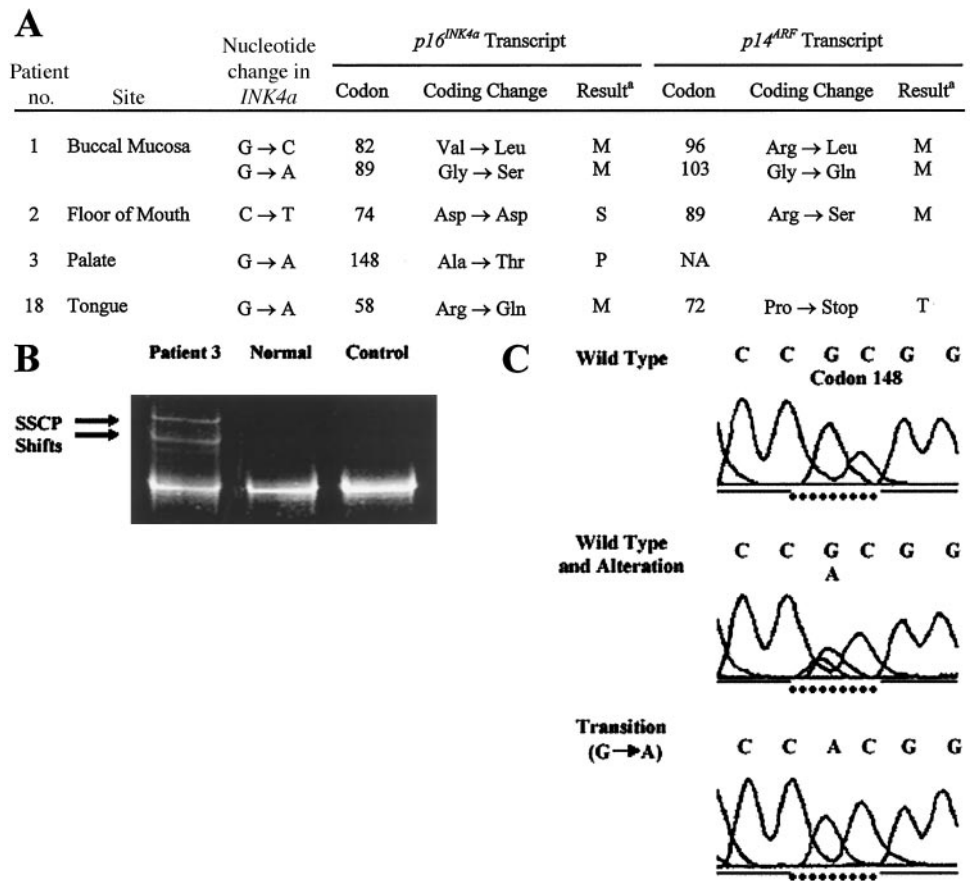 A
Patient no. Site Nucleotide change in INK4a p16INK4a Transcript p14ARF Transcript
Codon Coding Change Resulta Codon Coding Change Resulta
1 Buccal Mucosa G → C 82 Val → Leu M 96 Arg → Leu M
G → A 89 Gly → Ser M 103 Gly → Gln M
2 Floor of Mouth C → T 74 Asp → Asp S 89 Arg → Ser M
3 Palate G → A 148 Ala → Thr P NA
18 Tongue G → A 58 Arg → Gln M 72 Pro → Stop T
B
Patient 3 Normal Control
SSCP
Shifts
C
Wild Type C C G C G G
Codon 148
Wild Type
and Alteration C C G C G G
A
Transition
(G→A) C C A C G G